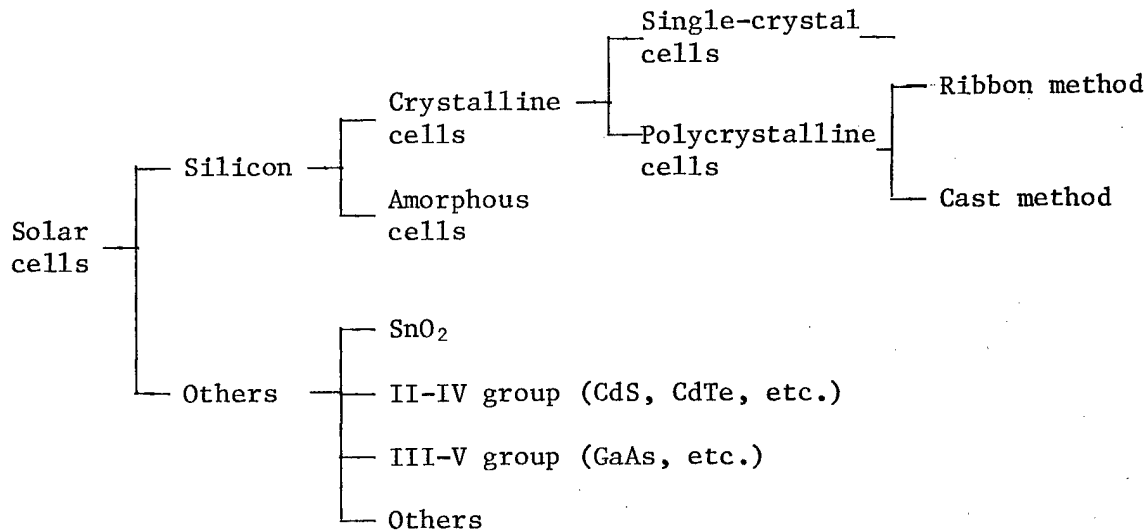 Solar
cells
Silicon
Crystalline
cells
Single-crystal
cells
Polycrystalline
cells
Ribbon method
Cast method
Amorphous
cells
Others
SnO₂
II-IV group (CdS, CdTe, etc.)
III-V group (GaAs, etc.)
Others